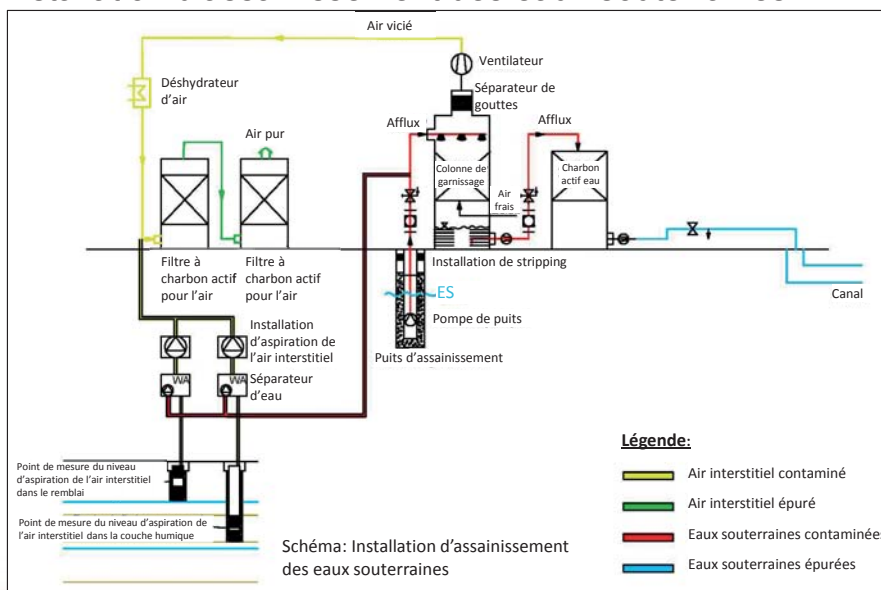 Air vicié
Ventilateur
Déshydrateur
d'air
Séparateur de
gouttes
Air pur
Afflux
Afflux
Colonne de
garnissage
Charbon
actif eau
Air
frais
Filtre à
charbon actif
pour l'air
Filtre à
charbon actif
pour l'air
Installation de stripping
ES
Canal
Pompe de puits
Installation
d'aspiration de
l'air interstitiel
Puits d'assainissement
WA
WA
Séparateur
d'eau
Légende:
Point de mesure du niveau
d'aspiration de l'air interstitiel
dans le remblai
Air interstitiel contaminé
Air interstitiel épuré
Point de mesure du niveau d'aspiration de
l'air interstitiel dans la couche humique
Eaux souterraines contaminées
Schéma: Installation d'assainissement
des eaux souterraines
Eaux souterraines épurées